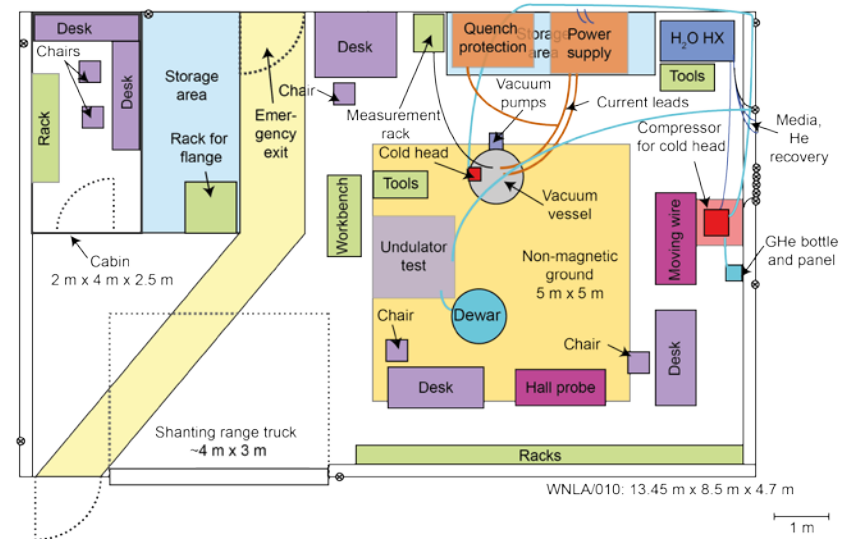 Desk
Chairs
Desk
Rack
Storage
area
Rack for
flange
Emer-
gency
exit
Chair
Desk
Measurement
rack
Quench
protection
Storage
area
Power
supply
H2O HX
Tools
Vacuum
pumps
Current leads
Compressor
for cold head
Media,
He
recovery
Cold head
Tools
Vacuum
vessel
Workbench
Undulator
test
Non-magnetic
ground
5 m x 5 m
Moving wire
GHe bottle
and panel
Cabin
2 m x 4 m x 2.5 m
Dewar
Chair
Chair
Desk
Desk
Hall probe
Shanting range truck
~4 m x 3 m
Racks
WNLA/010: 13.45 m x 8.5 m x 4.7 m
1 m